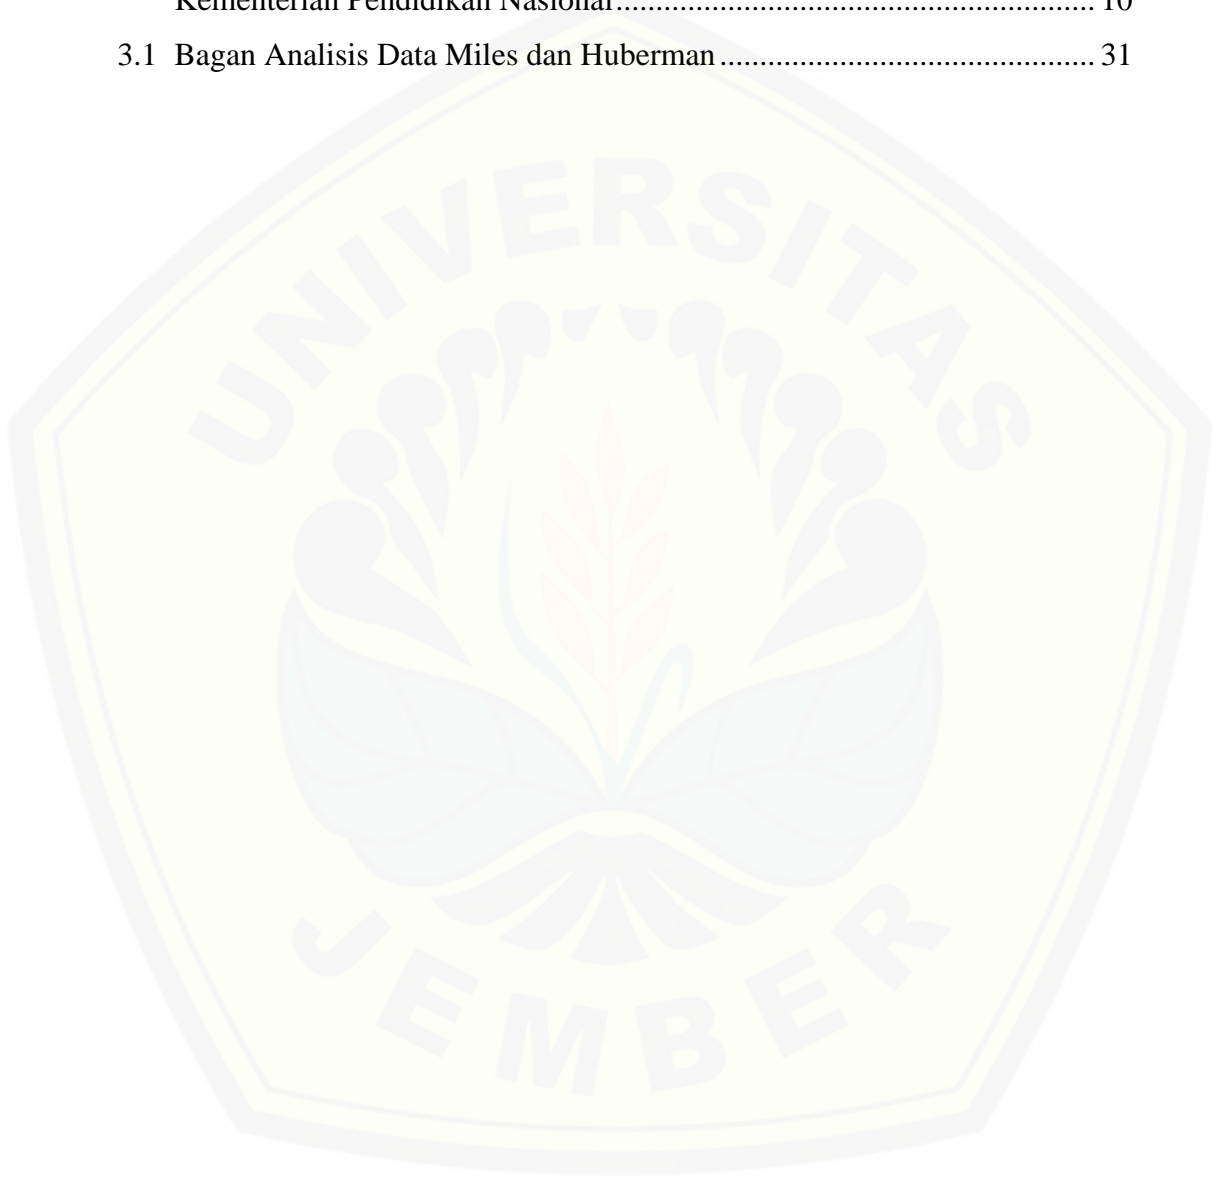 Kementerian Pendidikan Nasional............................................................ 10
3.1 Bagan Analisis Data Miles dan Huberman............................................... 31
UNIVERSITAS
JEMBER